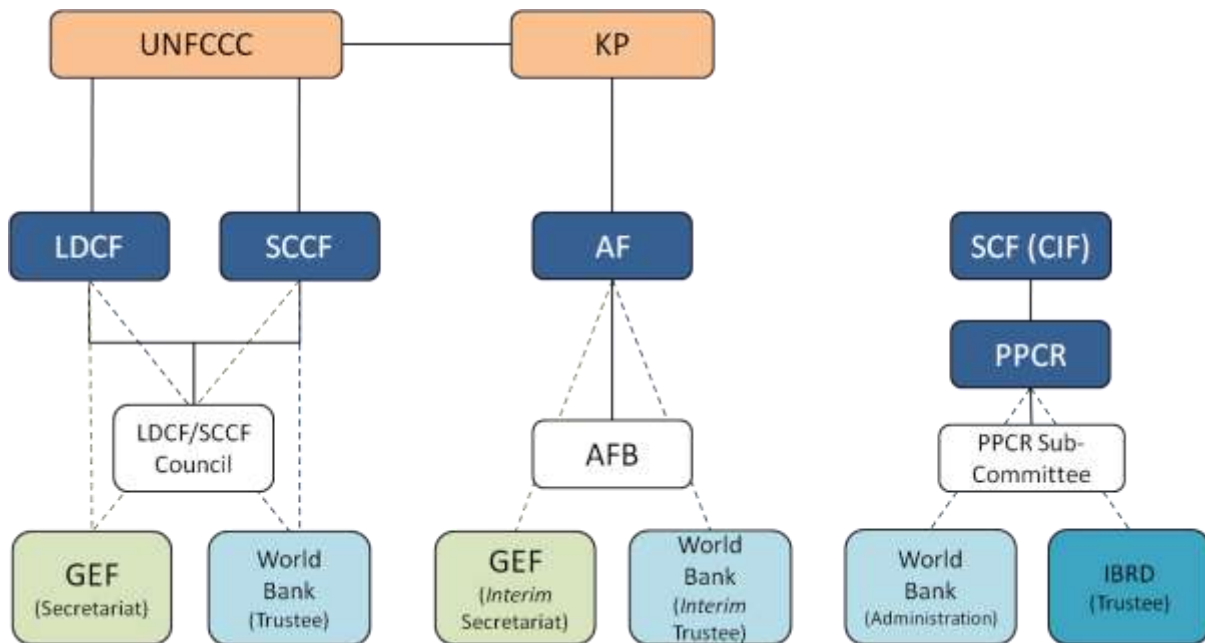 UNFCCC
KP
LDCF
SCCF
AF
SCF (CIF)
PPCR
LDCF/SCCF
Council
AFB
PPCR Sub-
Committee
GEF
(Secretariat)
World
Bank
(Trustee)
GEF
(Interim
Secretariat)
World
Bank
(Interim
Trustee)
World
Bank
(Administration)
IBRD
(Trustee)